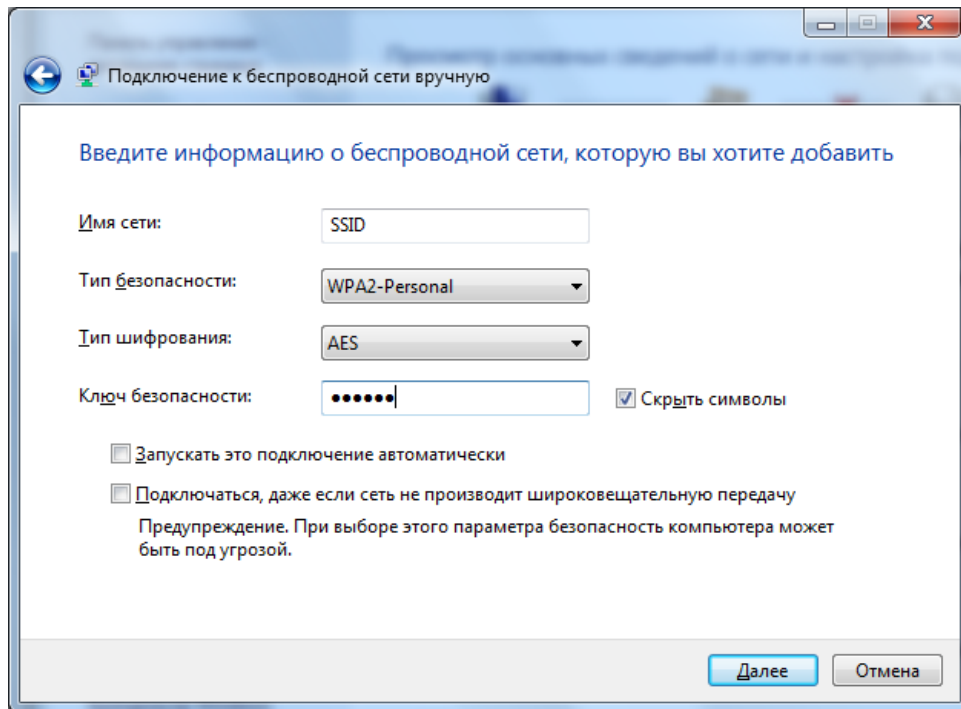 Подключение к беспроводной сети вручную
Введите информацию о беспроводной сети, которую вы хотите добавить
Имя сети:
SSID
Тип безопасности:
WPA2-Personal
Тип шифрования:
AES
Ключ безопасности:
••••••
Скрыть символы
Запускать это подключение автоматически
Подключаться, даже если сеть не производит широковещательную передачу
Предупреждение. При выборе этого параметра безопасность компьютера может
быть под угрозой.
Далее
Отмена